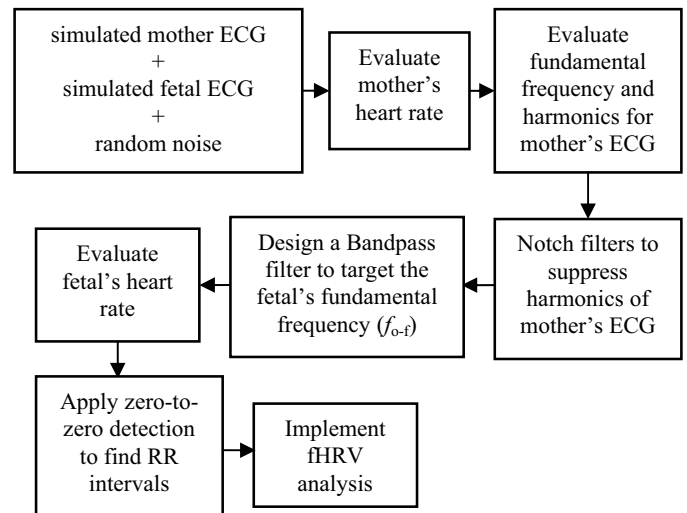 simulated mother ECG
+
simulated fetal ECG
+
random noise
Evaluate
mother's
heart rate
Evaluate
fundamental
frequency and
harmonics for
mother's ECG
Notch filters to
suppress
harmonics of
mother's ECG
Design a Bandpass
filter to target the
fetal's fundamental
frequency (fo-f)
Evaluate
fetal's heart
rate
Apply zero-to-
zero detection
to find RR
intervals
Implement
fHRV
analysis